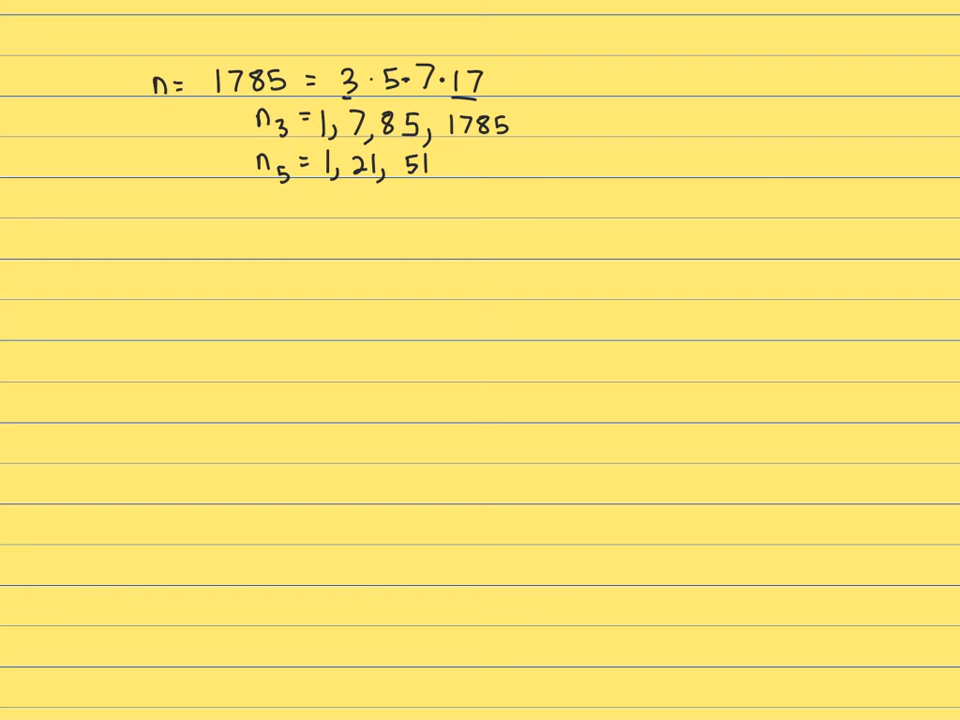 n = 1785 = 3 · 5 · 7 · 17
n₃ = 1, 7, 85, 1785
n₅ = 1, 21, 51